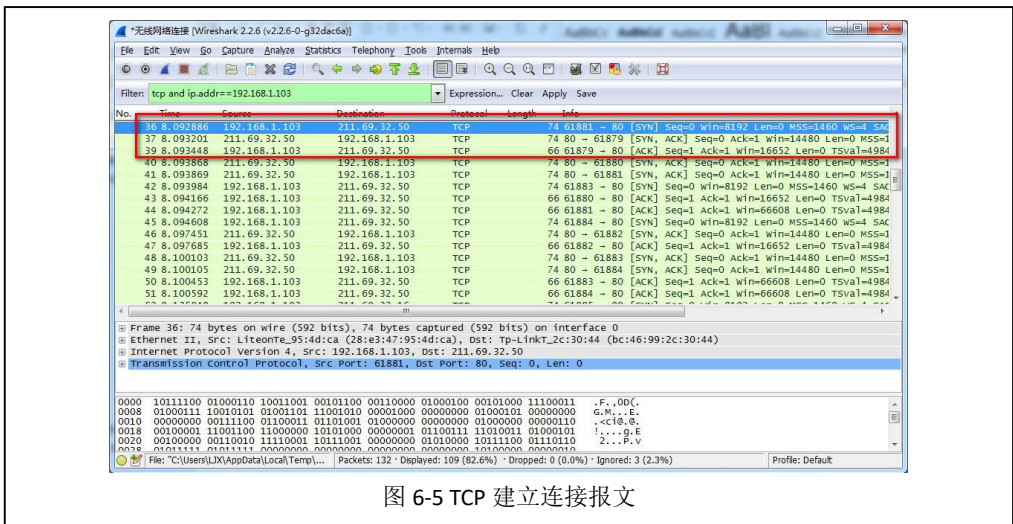 *无线网络连接 [Wireshark 2.2.6 (v2.2.6-0-g32dac6a)]
File Edit View Go Capture Analyze Statistics Telephony Tools Internals Help
Filter: tcp and ip.addr==192.168.1.103 Expression... Clear Apply Save
No. Time Source Destination Protocol Length Info
36 8.092886 192.168.1.103 211.69.32.50 TCP 74 61881 → 80 [SYN] Seq=0 Win=8192 Len=0 MSS=1460 WS=4 SAC
37 8.093201 211.69.32.50 192.168.1.103 TCP 74 80 → 61879 [SYN, ACK] Seq=0 Ack=1 Win=14480 Len=0 MSS=1
39 8.093448 192.168.1.103 211.69.32.50 TCP 66 61879 → 80 [ACK] Seq=1 Ack=1 Win=16652 Len=0 TSval=4984
40 8.093868 211.69.32.50 192.168.1.103 TCP 74 80 → 61880 [SYN, ACK] Seq=0 Ack=1 Win=14480 Len=0 MSS=1
41 8.093869 211.69.32.50 192.168.1.103 TCP 74 80 → 61881 [SYN, ACK] Seq=0 Ack=1 Win=14480 Len=0 MSS=1
42 8.093984 192.168.1.103 211.69.32.50 TCP 74 61883 → 80 [SYN] Seq=0 Win=8192 Len=0 MSS=1460 WS=4 SAC
43 8.094166 192.168.1.103 211.69.32.50 TCP 66 61880 → 80 [ACK] Seq=1 Ack=1 Win=66608 Len=0 TSval=4984
44 8.094272 192.168.1.103 211.69.32.50 TCP 66 61881 → 80 [ACK] Seq=1 Ack=1 Win=66608 Len=0 TSval=4984
45 8.094608 192.168.1.103 211.69.32.50 TCP 74 61884 → 80 [SYN] Seq=0 Win=8192 Len=0 MSS=1460 WS=4 SAC
46 8.097451 211.69.32.50 192.168.1.103 TCP 74 80 → 61882 [SYN, ACK] Seq=0 Ack=1 Win=14480 Len=0 MSS=1
47 8.097685 192.168.1.103 211.69.32.50 TCP 66 61882 → 80 [ACK] Seq=1 Ack=1 Win=16652 Len=0 TSval=4984
48 8.100103 211.69.32.50 192.168.1.103 TCP 74 80 → 61883 [SYN, ACK] Seq=0 Ack=1 Win=14480 Len=0 MSS=1
49 8.100105 211.69.32.50 192.168.1.103 TCP 74 80 → 61884 [SYN, ACK] Seq=0 Ack=1 Win=14480 Len=0 MSS=1
50 8.100453 192.168.1.103 211.69.32.50 TCP 66 61883 → 80 [ACK] Seq=1 Ack=1 Win=66608 Len=0 TSval=4984
51 8.100592 192.168.1.103 211.69.32.50 TCP 66 61884 → 80 [ACK] Seq=1 Ack=1 Win=66608 Len=0 TSval=4984
Frame 36: 74 bytes on wire (592 bits), 74 bytes captured (592 bits) on interface 0
Ethernet II, Src: LiteonTe_95:4d:ca (28:e3:47:95:4d:ca), Dst: Tp-LinkT_2c:30:44 (bc:46:99:2c:30:44)
Internet Protocol Version 4, Src: 192.168.1.103, Dst: 211.69.32.50
Transmission Control Protocol, Src Port: 61881, Dst Port: 80, Seq: 0, Len: 0
0000 10111100 01000110 10011001 00101100 00110000 01000100 00101000 11100011 .F.,0D(.
0008 01000111 10010101 01001101 11001010 00001000 00000000 01000101 00000000 G.M...E.
0010 00000000 00111100 01100011 01101001 01000000 00000000 01000000 00000110 .<ci@.@.
0018 00100001 11001100 11000000 10101000 00000001 01100111 11010011 01000101 !....g.E
0020 00100000 00110010 11110001 10111001 00000000 01010000 10111100 01110110 2...P.v
File: "C:\Users\LJX\AppData\Local\Temp\... Packets: 132 · Displayed: 109 (82.6%) · Dropped: 0 (0.0%) · Ignored: 3 (2.3%) Profile: Default
图 6-5 TCP 建立连接报文